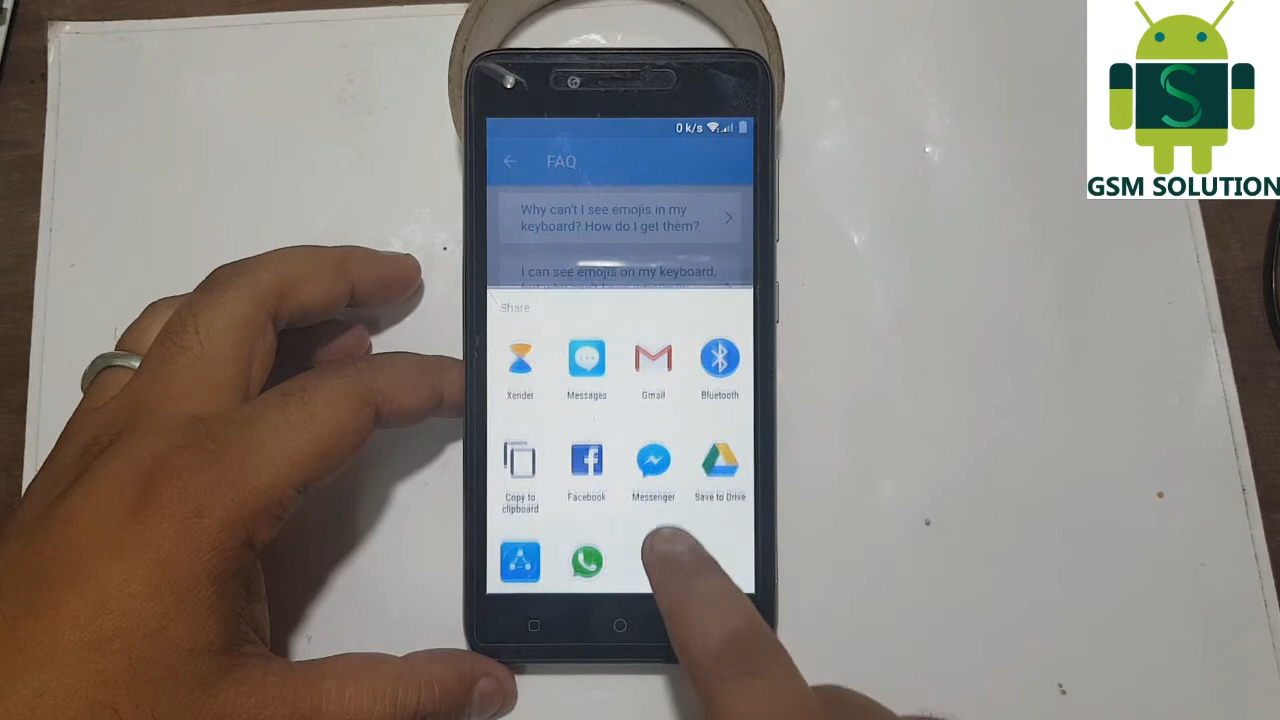 0 k/s
FAQ
Why can't I see emojis in my
keyboard? How do I get them?
I can see emojis on my keyboard,
Share
Xender
Messages
Gmail
Bluetooth
Copy to
clipboard
Facebook
Messenger
Save to Drive
GSM SOLUTION